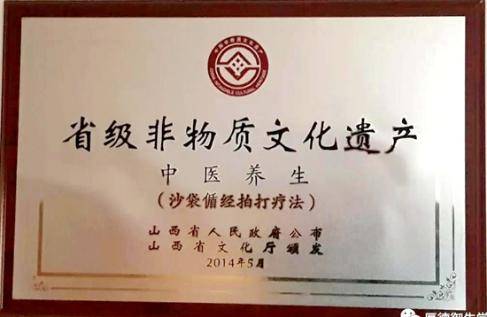 省级非物质文化遗产
中医养生
(沙袋循经拍打疗法)
山西省人民政府公布
山西省文化厅颁发
2014年5月